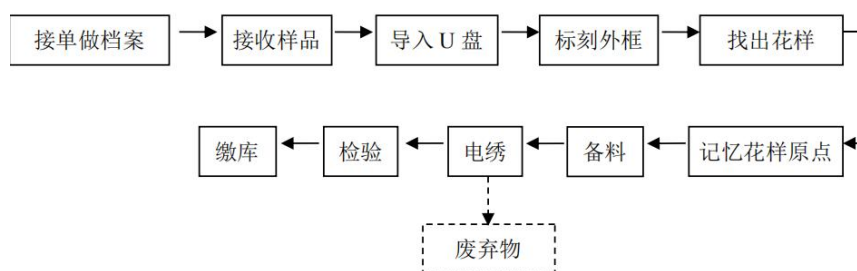 接单做档案
接收样品
导入 U 盘
标刻外框
找出花样
记忆花样原点
备料
电绣
检验
缴库
废弃物